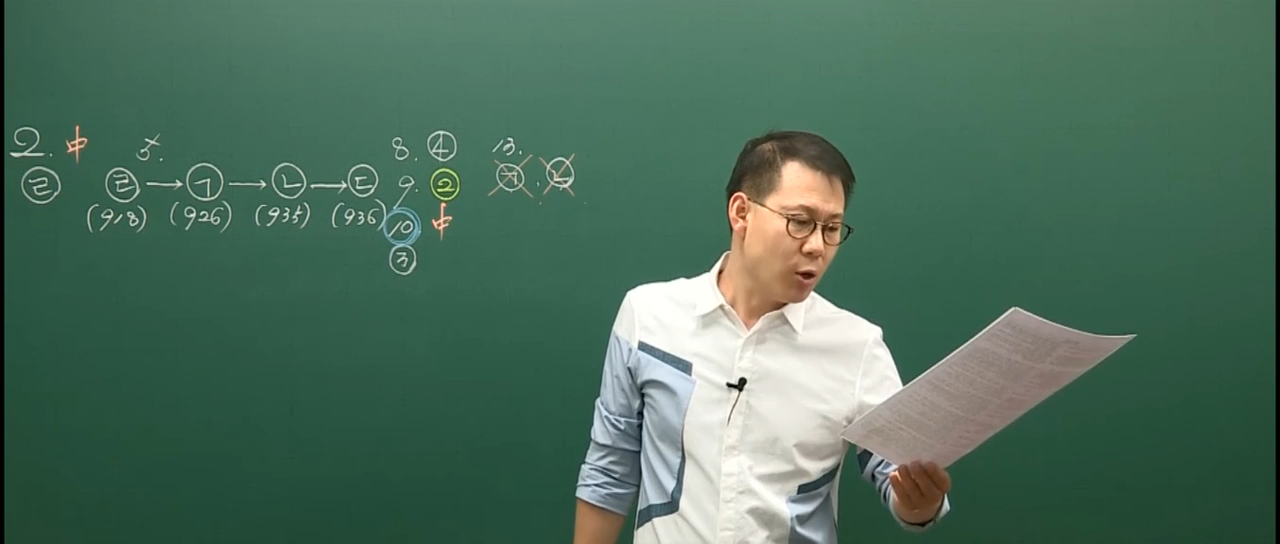 2. 中
㉣
5.
㉣ → ㉠ → ㉡ → ㉢
(918) (926) (935) (936)
8. ④
9. ②
10 中
③
13.
㉠, ㉡